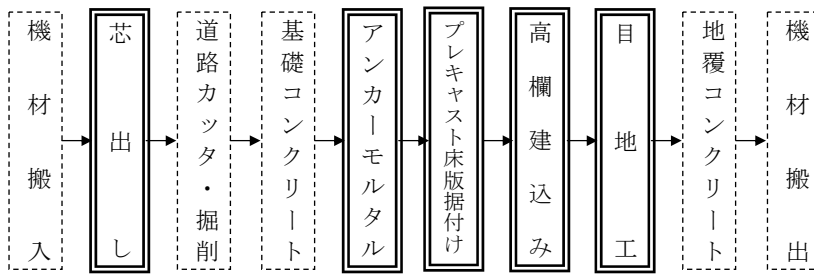 機材搬入
芯出し
道路カッタ・掘削
基礎コンクリート
アンカーモルタル
プレキャスト床版据付け
高欄建込み
目地工
地覆コンクリート
機材搬出